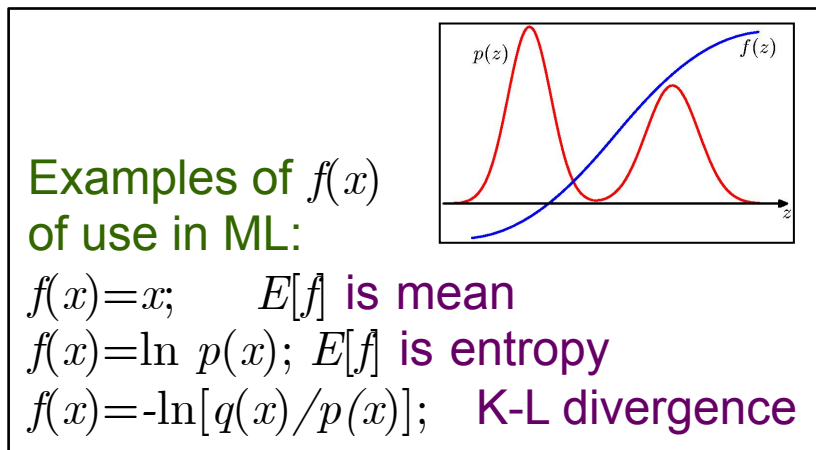 p(z)
f(z)
z
Examples of f(x)
of use in ML:
f(x)=x; E[f] is mean
f(x)=ln p(x); E[f] is entropy
f(x)=-ln[q(x)/p(x)]; K-L divergence